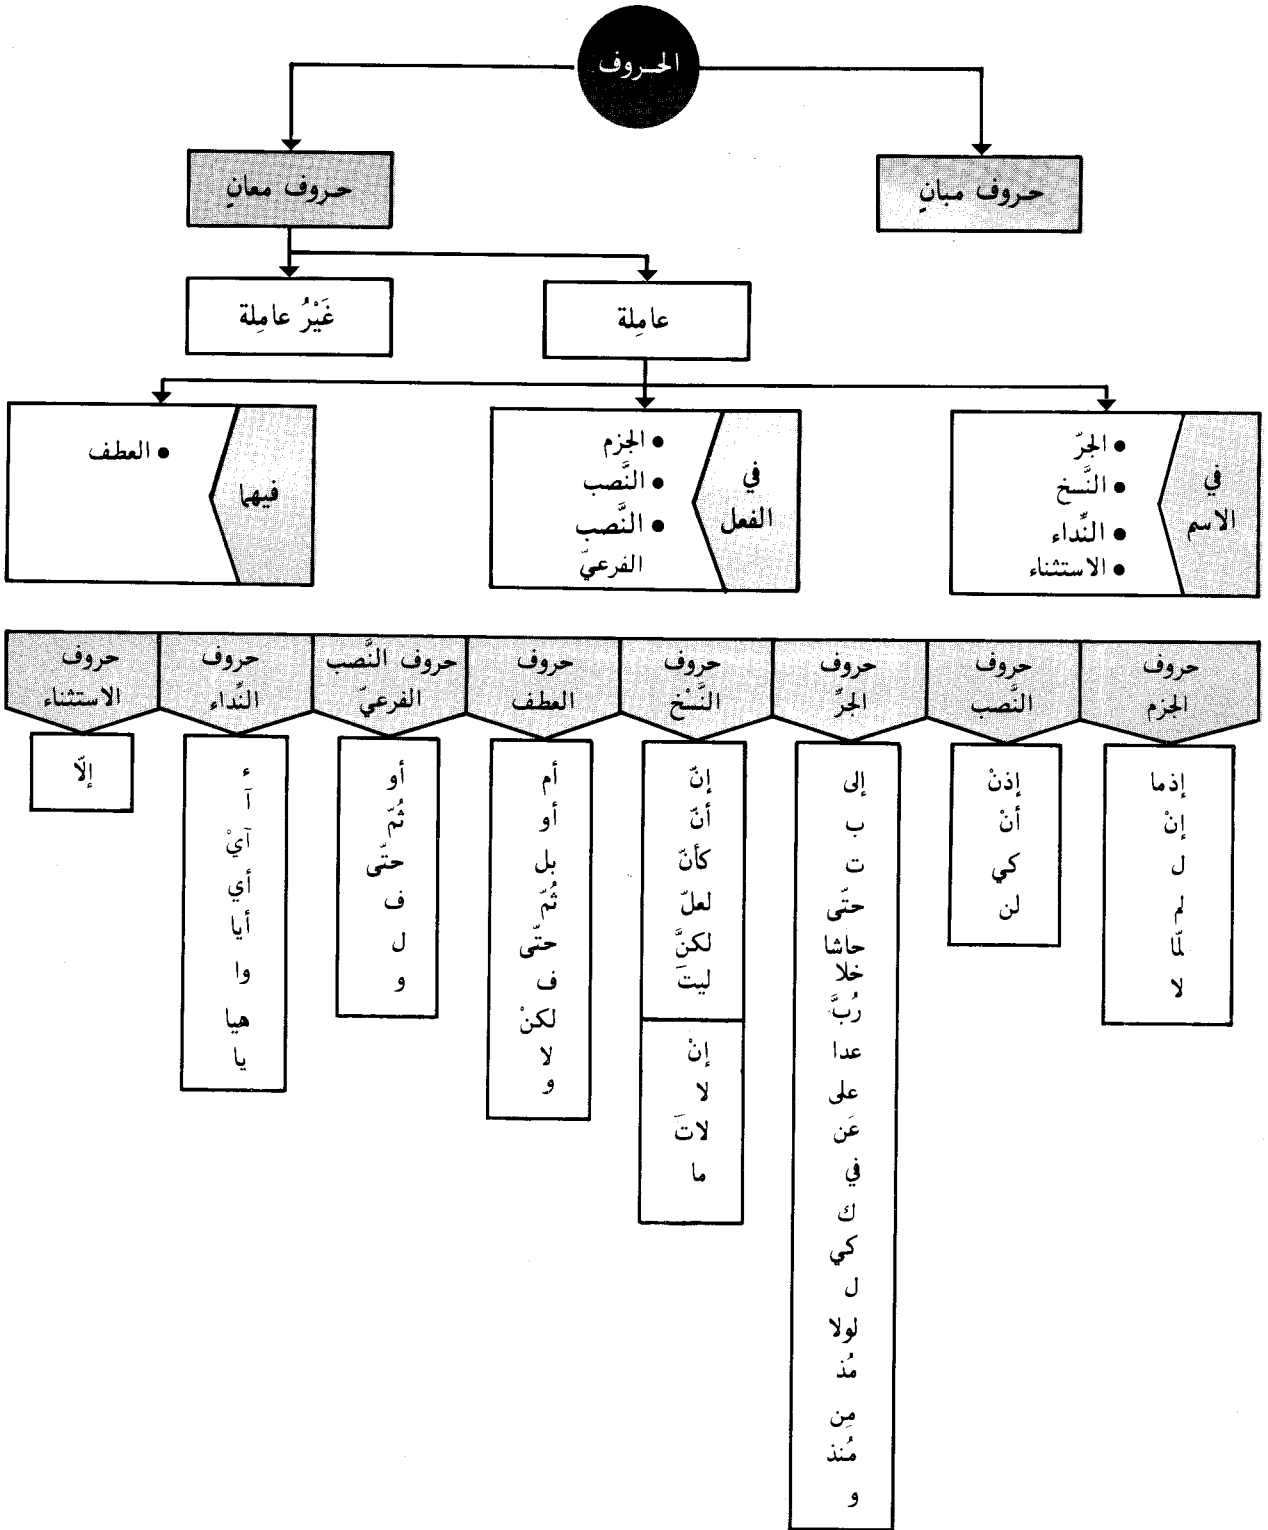 الحروف
حروف مبانٍ
حروف معانٍ
عامِلة
غَيْرُ عامِلة
في
الاسم
• الجرّ
• النَّسخ
• النِّداء
• الاستثناء
في
الفعل
• الجزم
• النَّصب
• النَّصب
الفرعيّ
فيهما
• العطف
حروف
الجزم
إذما
إنْ
ل
لم
لمّا
لا
حروف
النَّصب
إذنْ
أنْ
كي
لن
حروف
الجرِّ
إلى
ب
ت
حتّى
حاشا
خلا
رُبَّ
عدا
على
عَن
في
ك
كي
ل
لولا
مُذ
مِن
مُنذ
و
حروف
النَّسْخ
إنّ
أنّ
كأنّ
لعلّ
لكنَّ
ليتَ
إنْ
لا
لاتَ
ما
حروف
العطف
أم
أو
بل
ثُمّ
حتّى
ف
لكنْ
لا
و
حروف النَّصب
الفرعيّ
أو
ثُمّ
حتّى
ف
ل
و
حروف
النِّداء
ء
آ
آيْ
أي
أيا
وا
هيا
يا
حروف
الاستثناء
إلّا